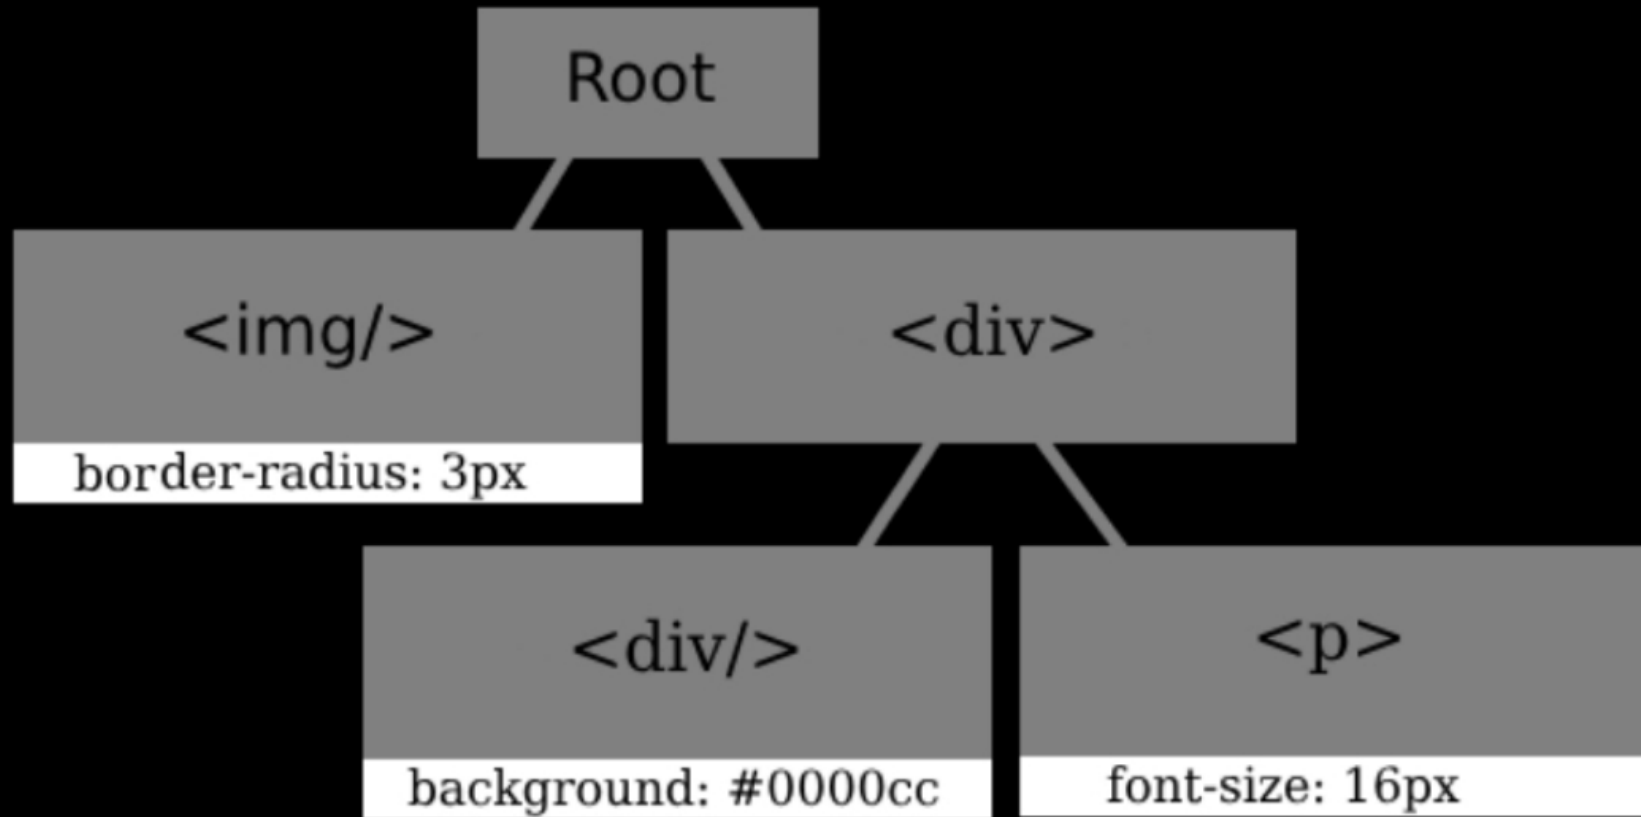 Root
<img/>
<div>
border-radius: 3px
<div/>
<p>
background: #0000cc
font-size: 16px